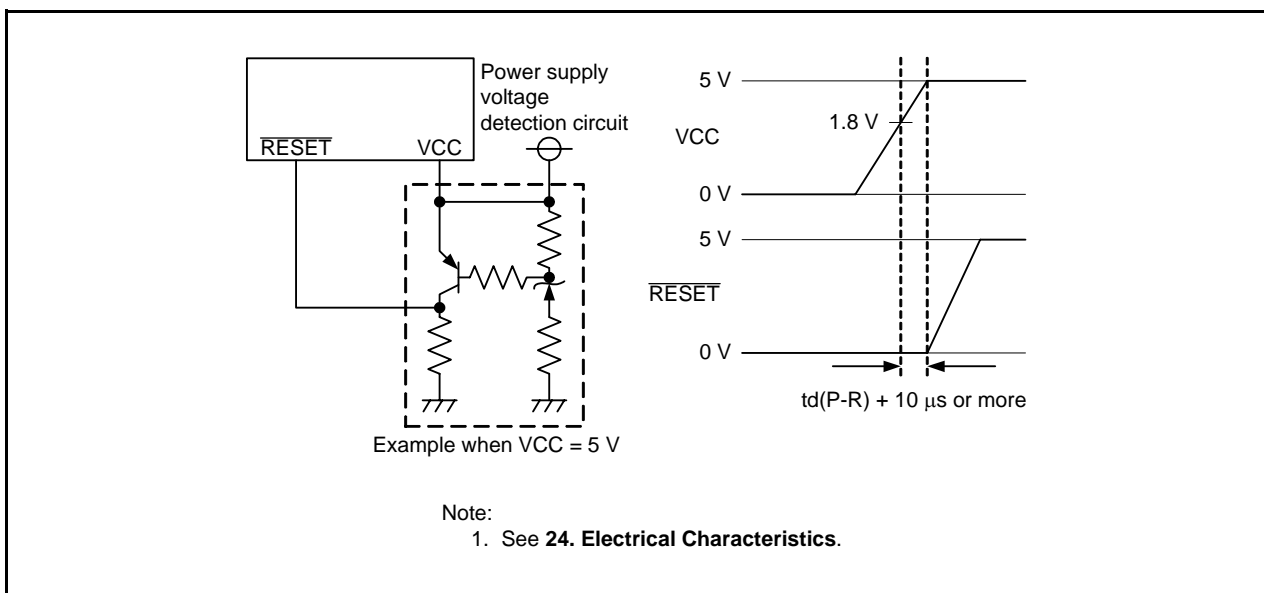 Power supply
voltage
detection circuit
RESET VCC
Example when VCC = 5 V
5 V
1.8 V
VCC
0 V
5 V
RESET
0 V
td(P-R) + 10 μs or more
Note:
1. See 24. Electrical Characteristics.